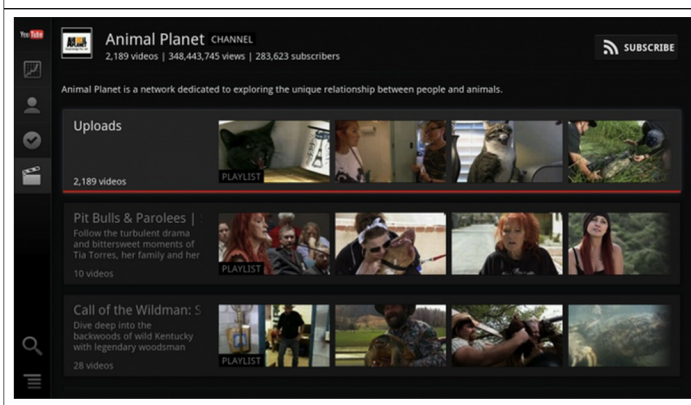 You Tube
Animal Planet CHANNEL
2,189 videos | 348,443,745 views | 283,623 subscribers
SUBSCRIBE
Animal Planet is a network dedicated to exploring the unique relationship between people and animals.
Uploads
2,189 videos
PLAYLIST
Pit Bulls & Parolees |
Follow the turbulent drama
and bittersweet moments of
Tia Torres, her family and her
10 videos
PLAYLIST
Call of the Wildman: S
Dive deep into the
backwoods of wild Kentucky
with legendary woodsman
28 videos
PLAYLIST